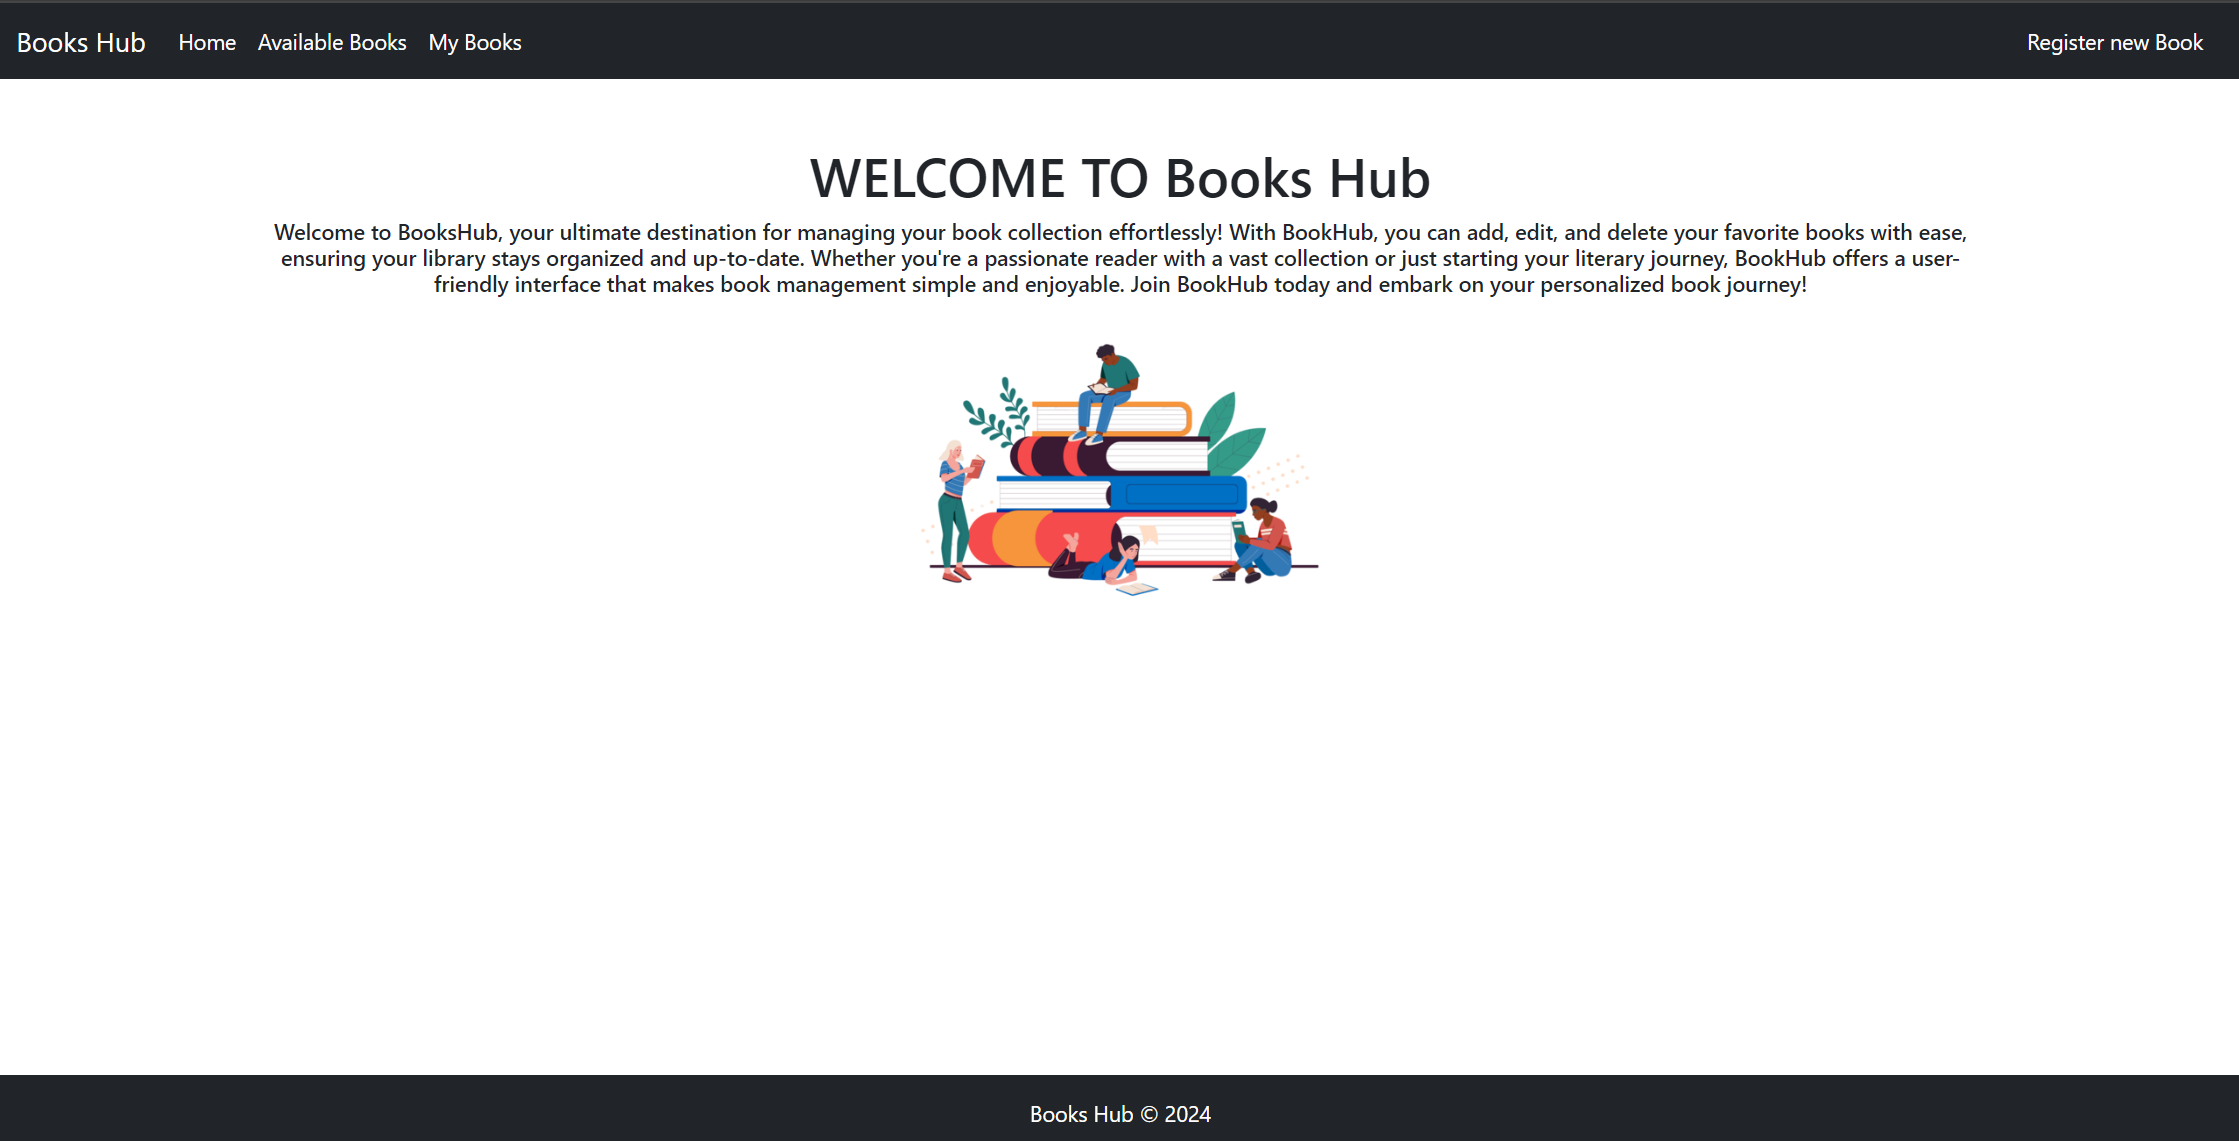 Books Hub Home Available Books My Books Register new Book
WELCOME TO Books Hub
Welcome to BooksHub, your ultimate destination for managing your book collection effortlessly! With BookHub, you can add, edit, and delete your favorite books with ease,
ensuring your library stays organized and up-to-date. Whether you're a passionate reader with a vast collection or just starting your literary journey, BookHub offers a user-
friendly interface that makes book management simple and enjoyable. Join BookHub today and embark on your personalized book journey!
Books Hub © 2024